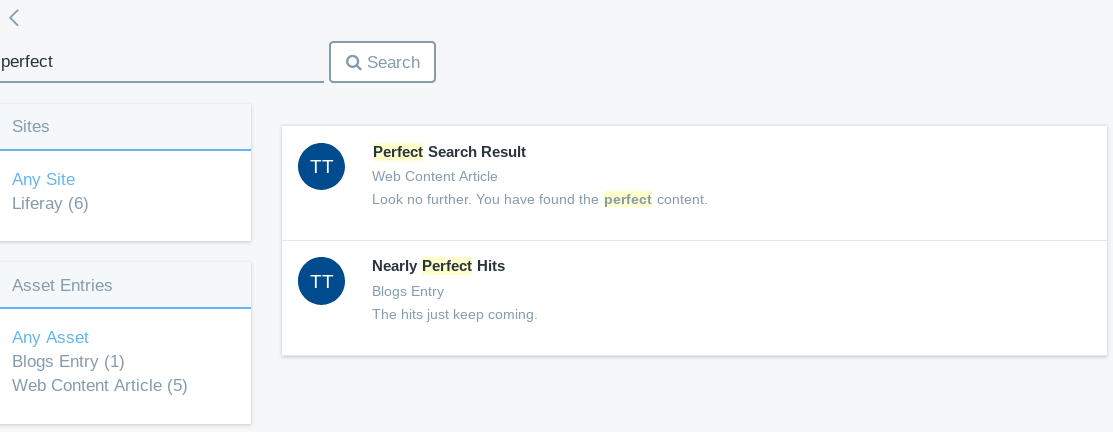 perfect
Search
Sites
Any Site
Liferay (6)
Asset Entries
Any Asset
Blogs Entry (1)
Web Content Article (5)
TT
Perfect Search Result
Web Content Article
Look no further. You have found the perfect content.
TT
Nearly Perfect Hits
Blogs Entry
The hits just keep coming.